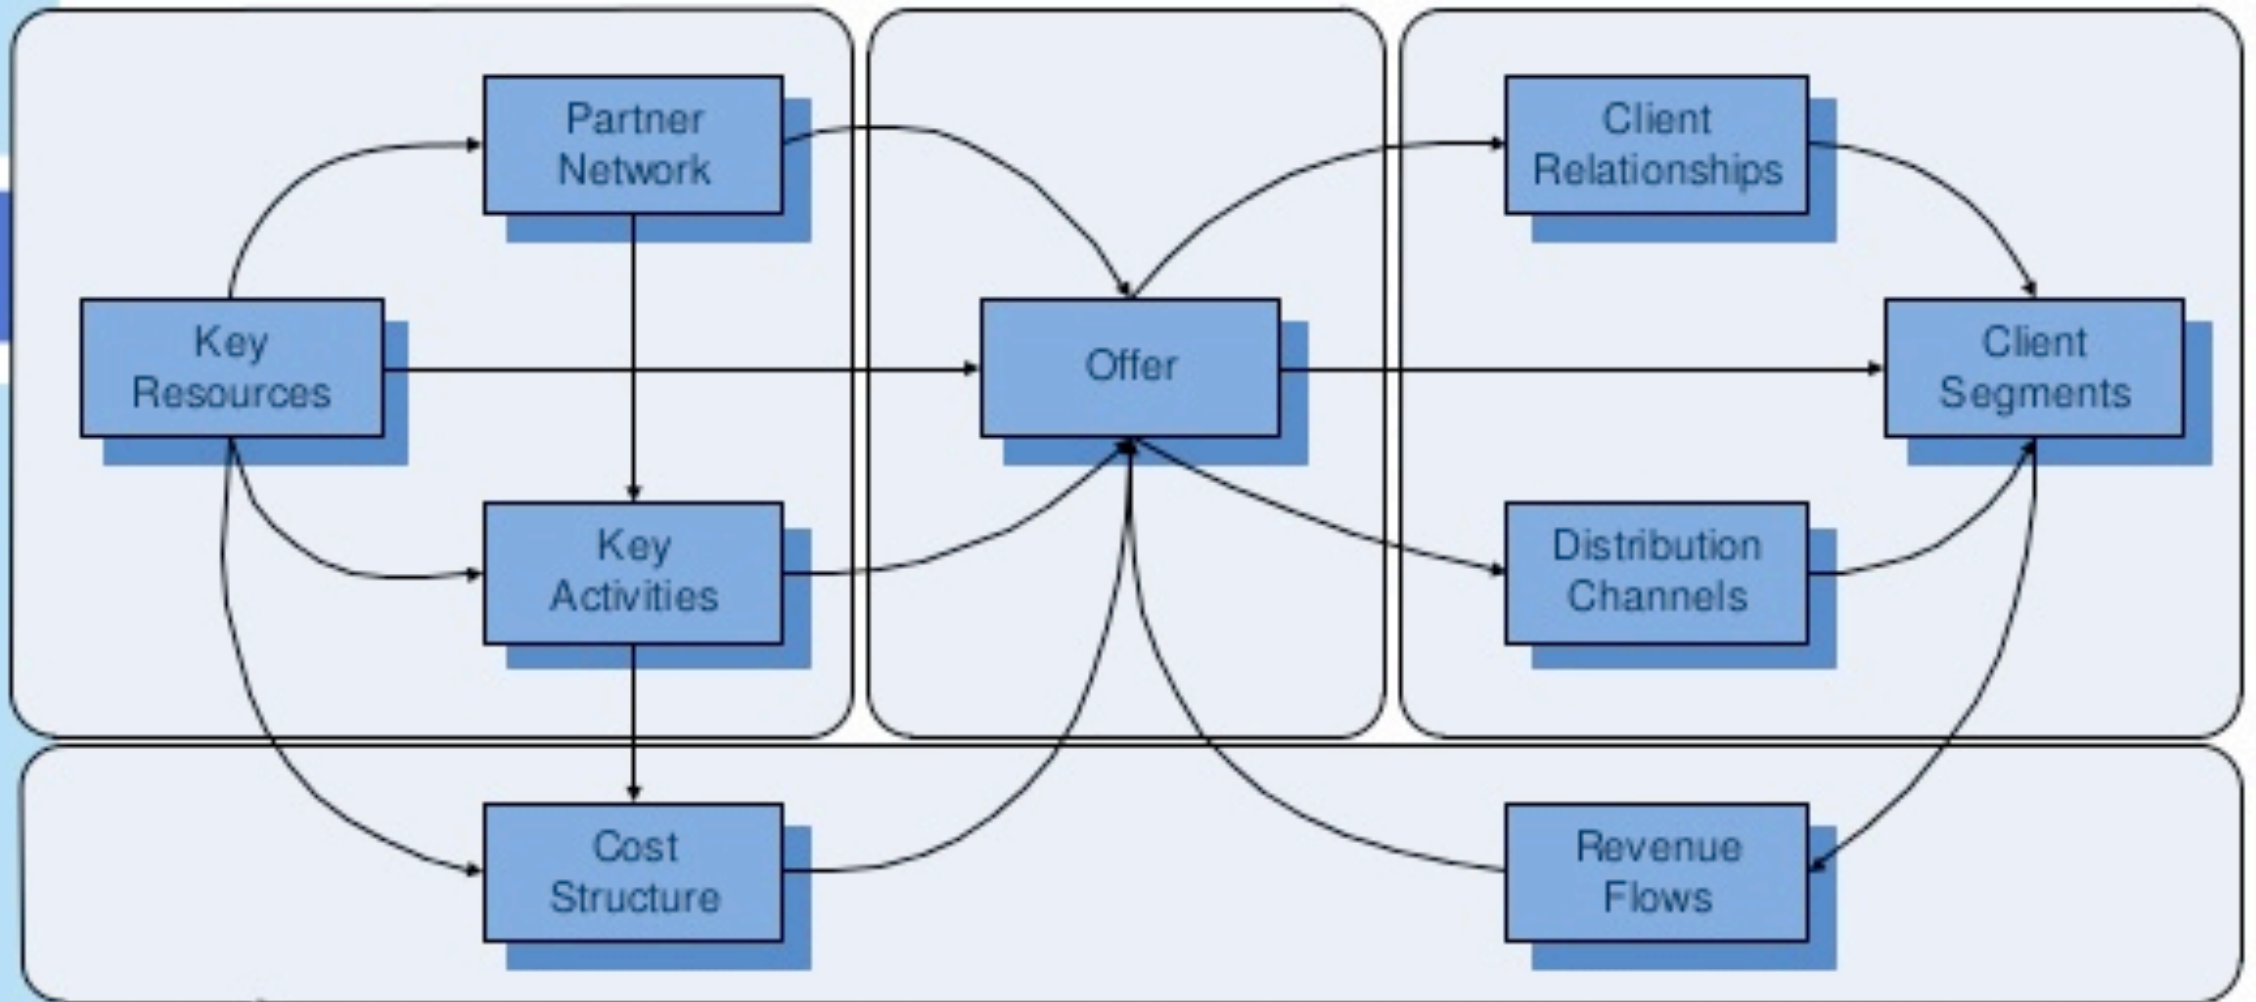 Partner
Network
Client
Relationships
Key
Resources
Offer
Client
Segments
Key
Activities
Distribution
Channels
Cost
Structure
Revenue
Flows